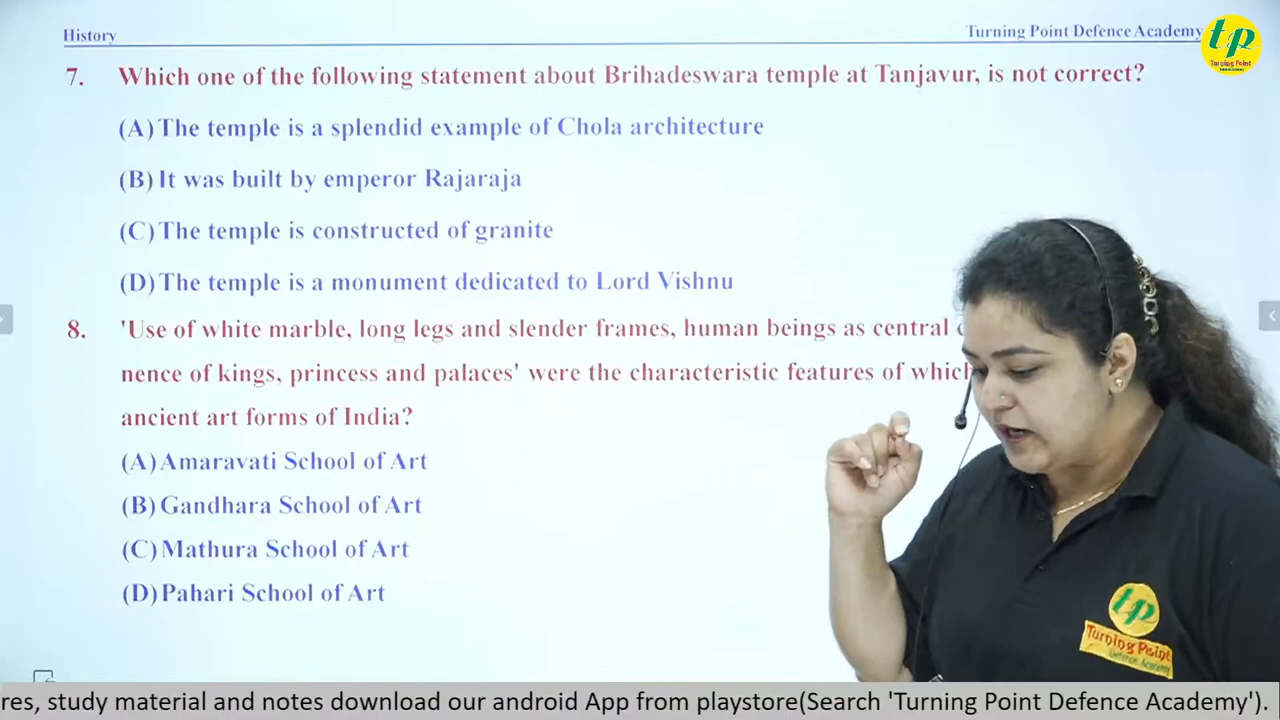 History
Turning Point Defence Academy
tp
Turning Point
7. Which one of the following statement about Brihadeswara temple at Tanjavur, is not correct?
(A) The temple is a splendid example of Chola architecture
(B) It was built by emperor Rajaraja
(C) The temple is constructed of granite
(D) The temple is a monument dedicated to Lord Vishnu
8. 'Use of white marble, long legs and slender frames, human beings as central
nence of kings, princess and palaces' were the characteristic features of which
ancient art forms of India?
(A) Amaravati School of Art
(B) Gandhara School of Art
(C) Mathura School of Art
(D) Pahari School of Art
tp
Turning Point
Defence Academy
res, study material and notes download our android App from playstore(Search 'Turning Point Defence Academy').